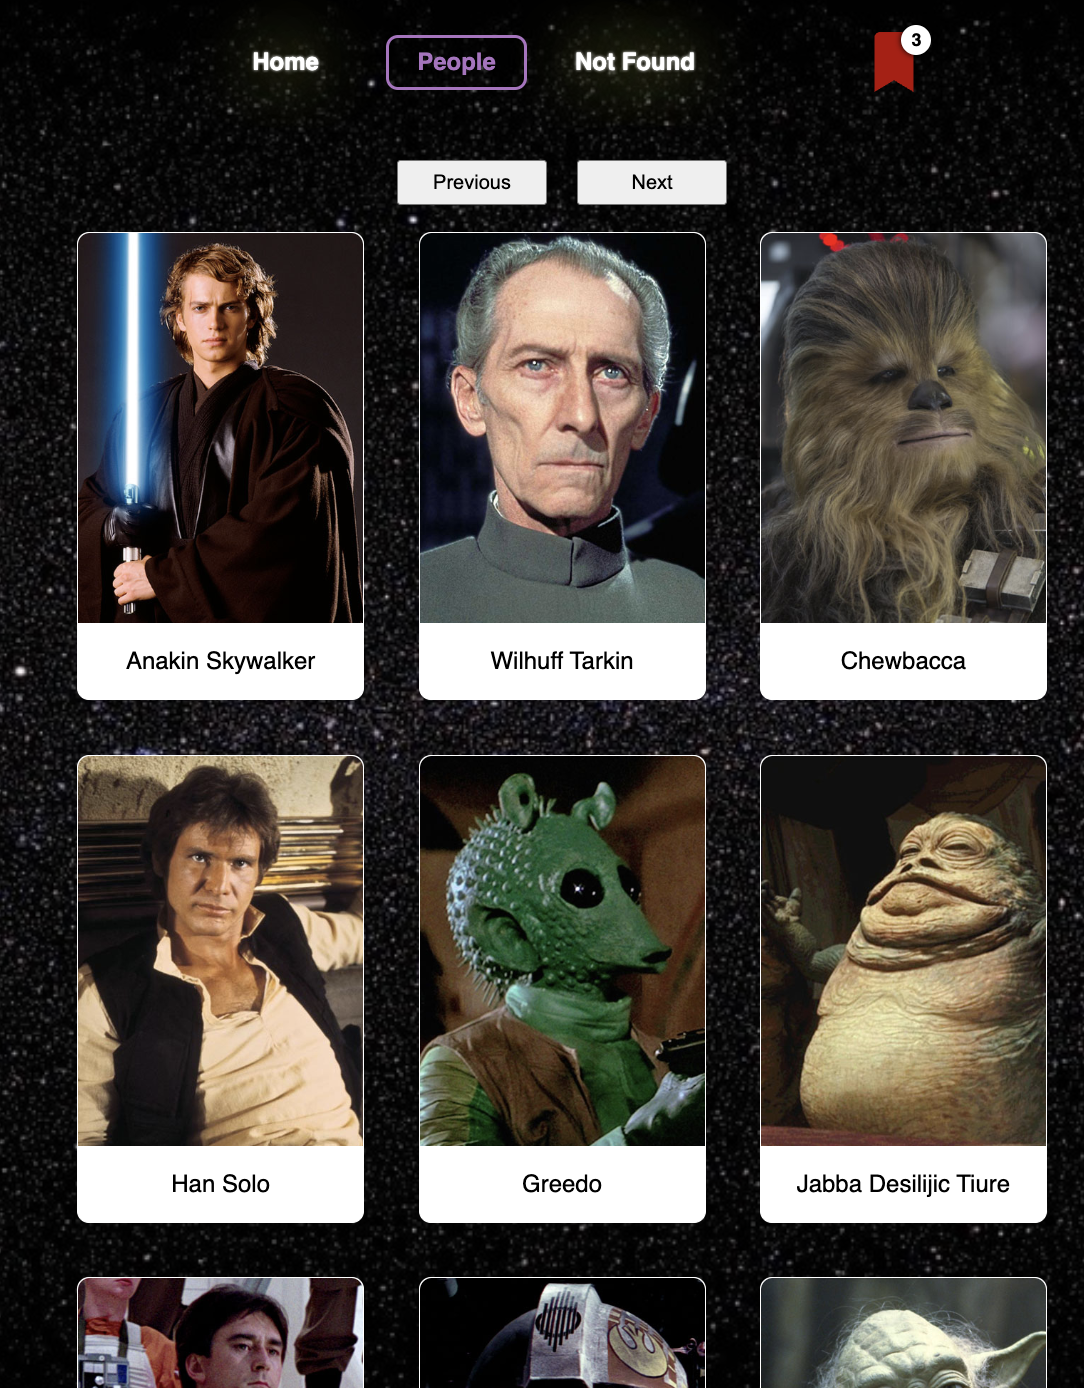 Home
People
Not Found
3
Previous
Next
Anakin Skywalker
Wilhuff Tarkin
Chewbacca
Han Solo
Greedo
Jabba Desilijic Tiure